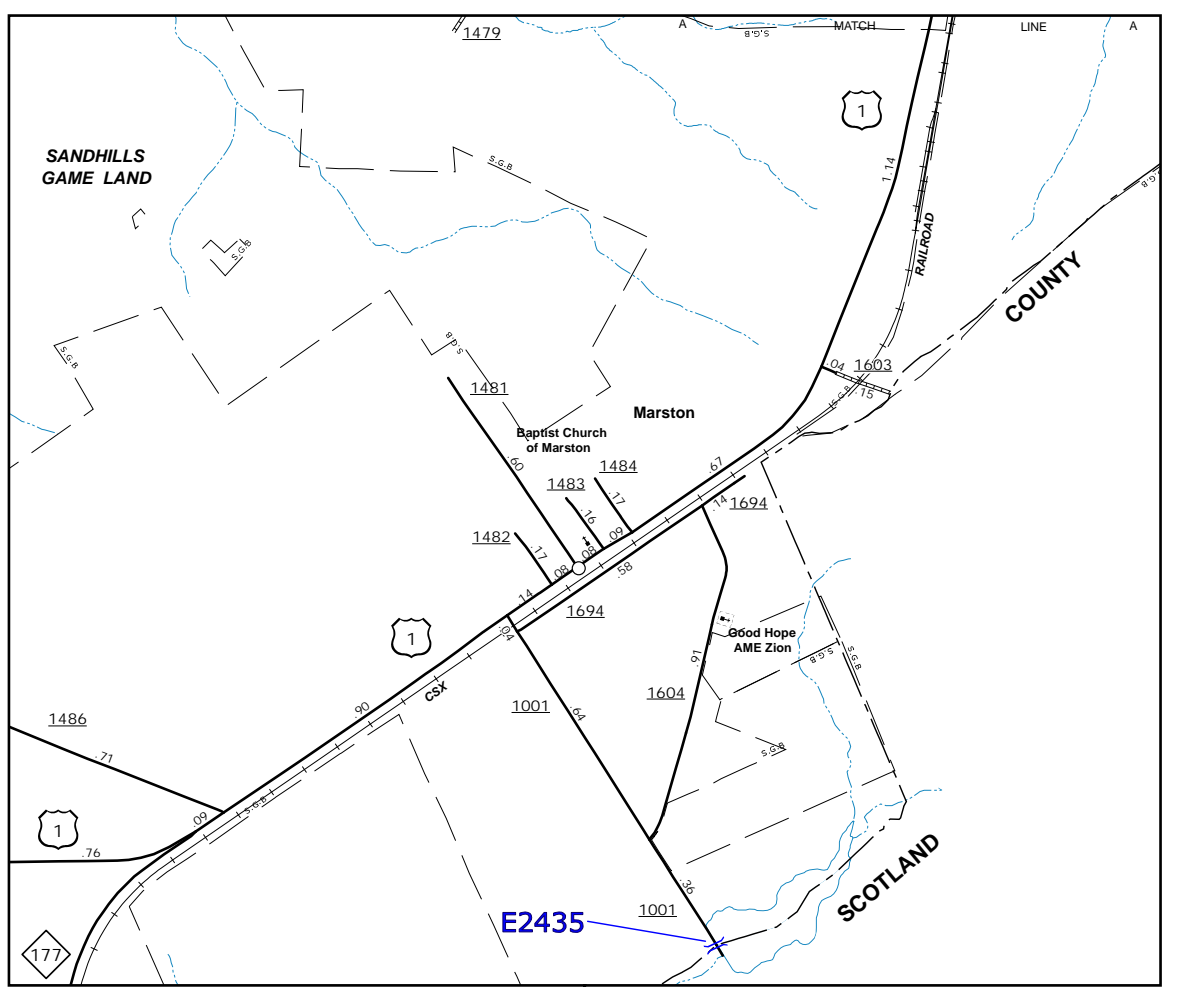 A
MATCH
LINE
A
S.G.B
1479
1
1.14
SANDHILLS
GAME LAND
S.G.B
S.G.B
S.G.B
RAILROAD
COUNTY
S.G.B
S.G.B
.04
1603
.15
S.G.B
1481
Marston
Baptist Church
of Marston
.60
1484
.67
1483
.17
1694
.14
.16
1482
.17
.09
.08
.08
.58
.14
1694
1
.04
Good Hope
AME Zion
S.G.B
S.G.B
.91
1604
CSX
1001
.64
.90
1486
.71
S.G.B
S.G.B
.09
1
.76
SCOTLAND
.36
1001
E2435
177